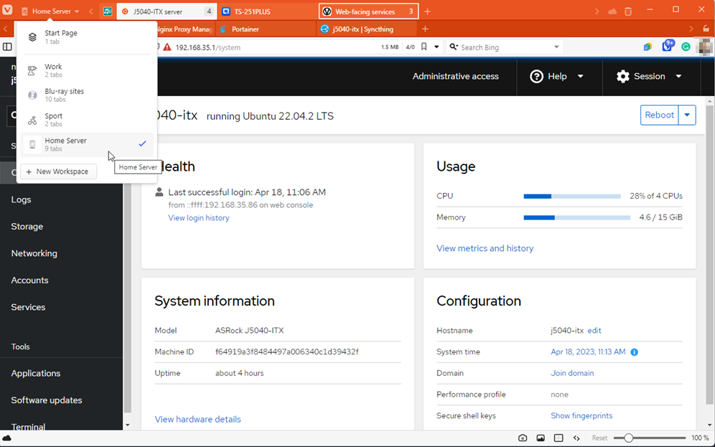 Home Server
J5040-ITX server
4
TS-251PLUS
Web-facing services
3
Nginx Proxy Mana
Portainer
j5040-itx | Syncthing
192.168.35.1/system
1.5 MB
4/0
Search Bing
Start Page
1 tab
Work
2 tabs
Blu-ray sites
10 tabs
Sport
2 tabs
Home Server
9 tabs
+ New Workspace
Home Server
Administrative access
Help
Session
040-itx running Ubuntu 22.04.2 LTS
Reboot
Logs
Storage
Networking
Accounts
Services
Tools
Applications
Software updates
Terminal
Health
Last successful login: Apr 18, 11:06 AM
from ::ffff:192.168.35.86 on web console
View login history
Usage
CPU
28% of 4 CPUs
Memory
4.6 / 15 GiB
View metrics and history
System information
Model ASRock J5040-ITX
Machine ID f64919a3f8484497a006340c1d39432f
Uptime about 4 hours
View hardware details
Configuration
Hostname j5040-itx edit
System time Apr 18, 2023, 11:13 AM
Domain Join domain
Performance profile none
Secure shell keys Show fingerprints
Reset
100 %